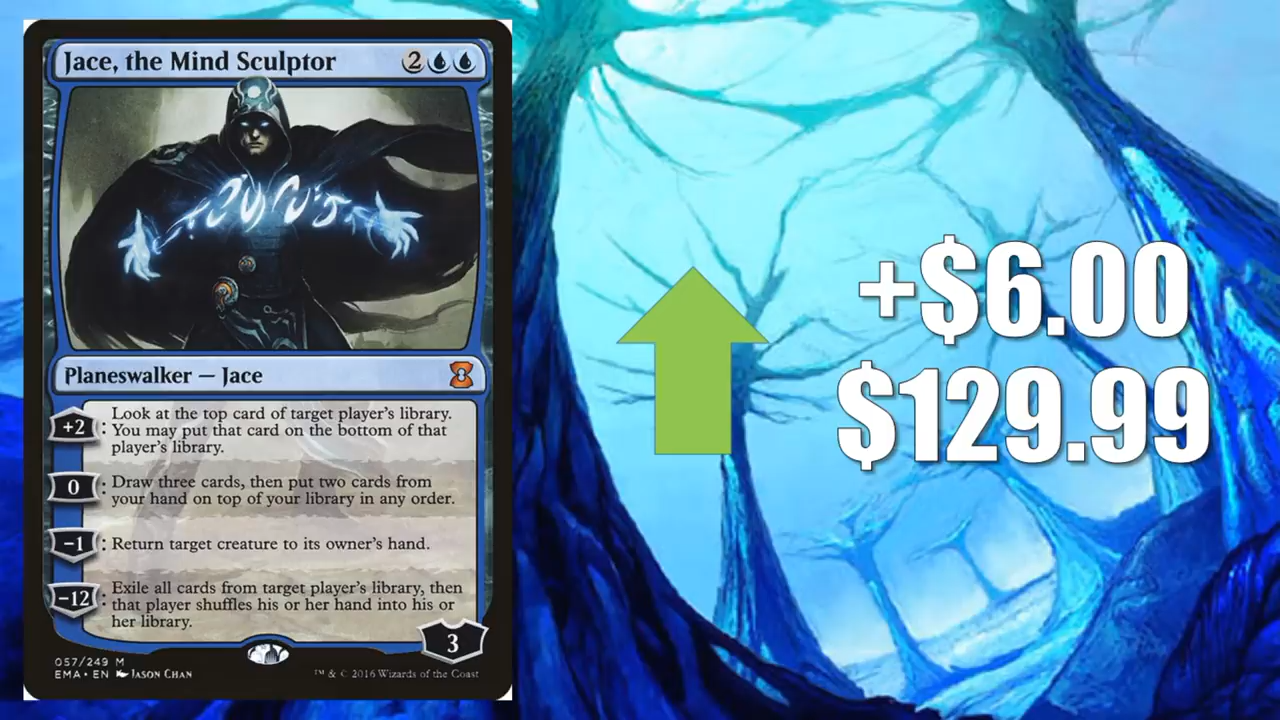 Jace, the Mind Sculptor
2
Planeswalker — Jace
+2 : Look at the top card of target player's library.
You may put that card on the bottom of that
player's library.
0 : Draw three cards, then put two cards from
your hand on top of your library in any order.
−1 : Return target creature to its owner's hand.
−12 : Exile all cards from target player's library, then
that player shuffles his or her hand into his or
her library.
3
057/249 M
EMA • EN JASON CHAN
™ & © 2016 Wizards of the Coast
+$6.00
$129.99